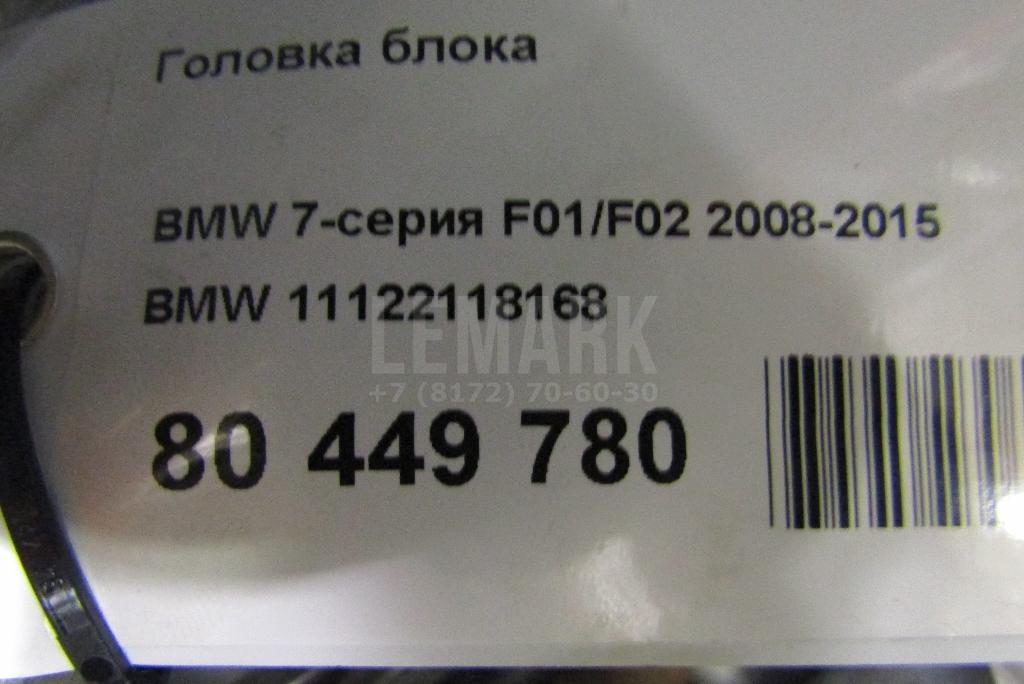 Головка блока
BMW 7-серия F01/F02 2008-2015
BMW 11122118168
LEMARK
+7 (8172) 70-60-30
80 449 780